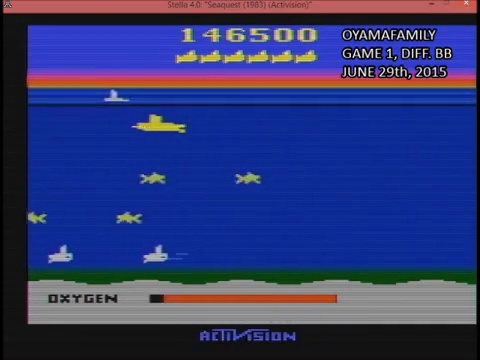 Stella 4.0: "Seaquest (1983) (Activision)"
146500
OYAMAFAMILY
GAME 1, DIFF. BB
JUNE 29th, 2015
OXYGEN
ACTIVISION